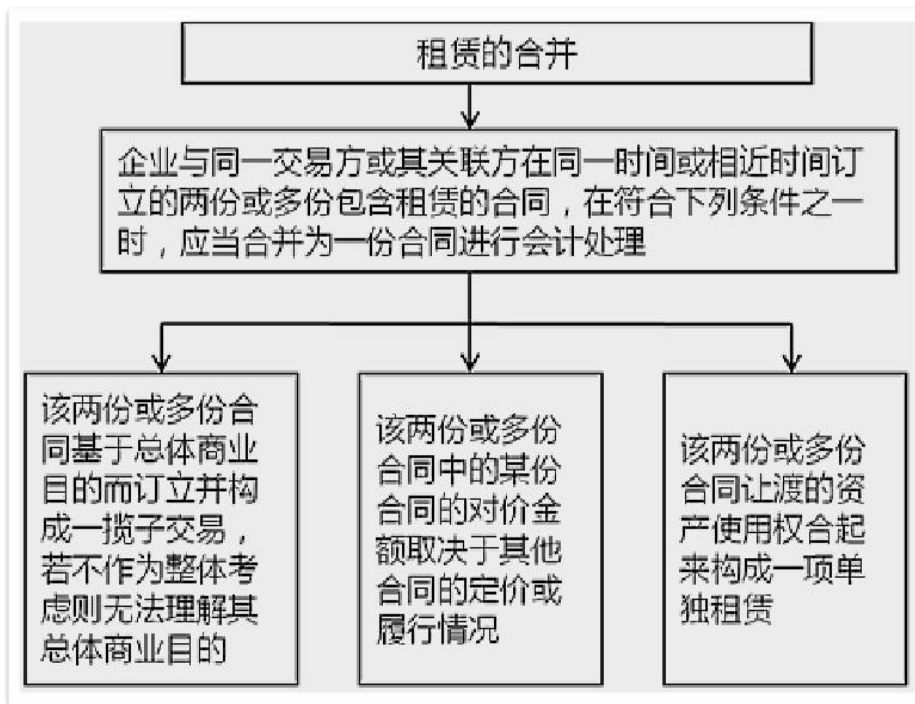 租赁的合并
企业与同一交易方或其关联方在同一时间或相近时间订
立的两份或多份包含租赁的合同，在符合下列条件之一
时，应当合并为一份合同进行会计处理
该两份或多份合
同基于总体商业
目的而订立并构
成一揽子交易，
若不作为整体考
虑则无法理解其
总体商业目的
该两份或多份
合同中的某份
合同的对价金
额取决于其他
合同的定价或
履行情况
该两份或多份
合同让渡的资
产使用权合起
来构成一项单
独租赁